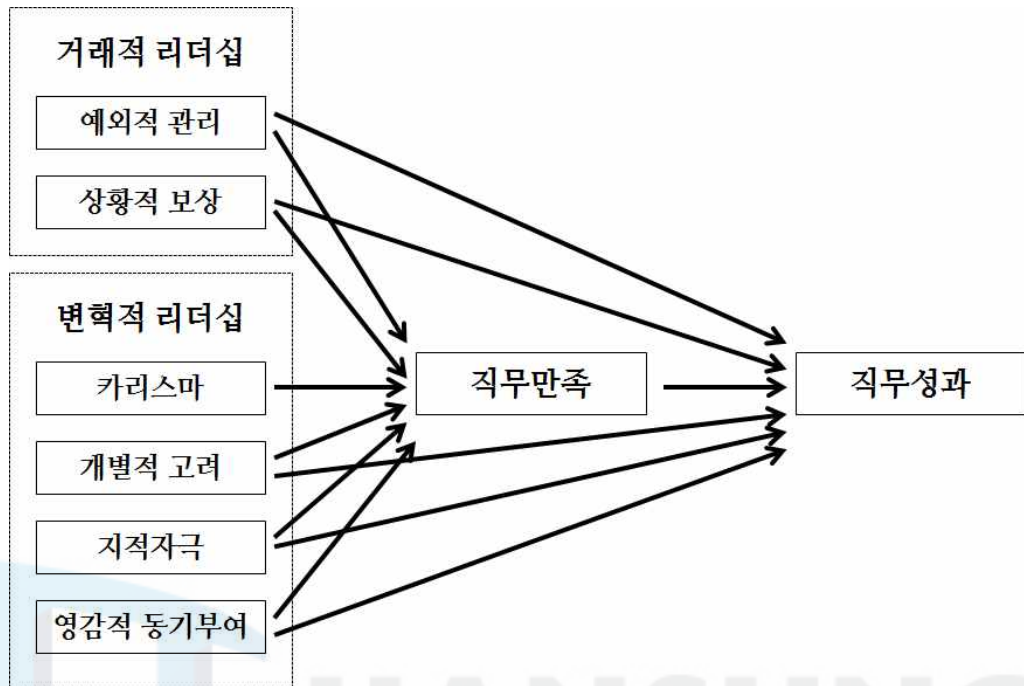 거래적 리더십
예외적 관리
상황적 보상
변혁적 리더십
카리스마
직무만족
직무성과
개별적 고려
지적자극
영감적 동기부여